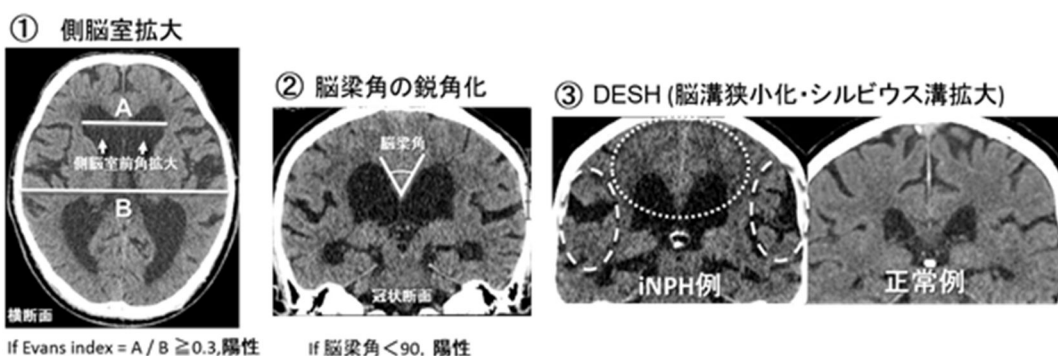 ① 側脳室拡大
A
側脳室前角拡大
B
横断面
If Evans index = A / B ≧0.3,陽性
② 脳梁角の鋭角化
脳梁角
冠状断面
If 脳梁角＜90, 陽性
③ DESH (脳溝狭小化・シルビウス溝拡大)
iNPH例
正常例